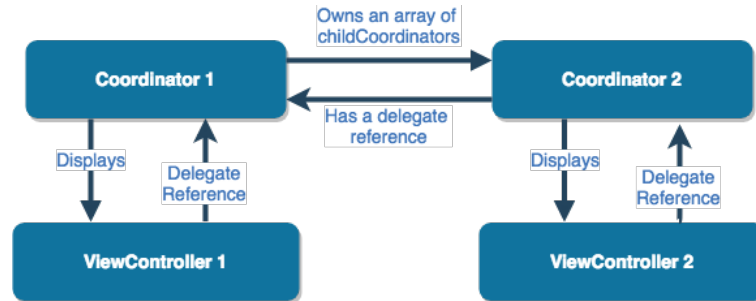 Owns an array of
childCoordinators
Coordinator 1
Coordinator 2
Has a delegate
reference
Displays
Delegate
Reference
Displays
Delegate
Reference
ViewController 1
ViewController 2